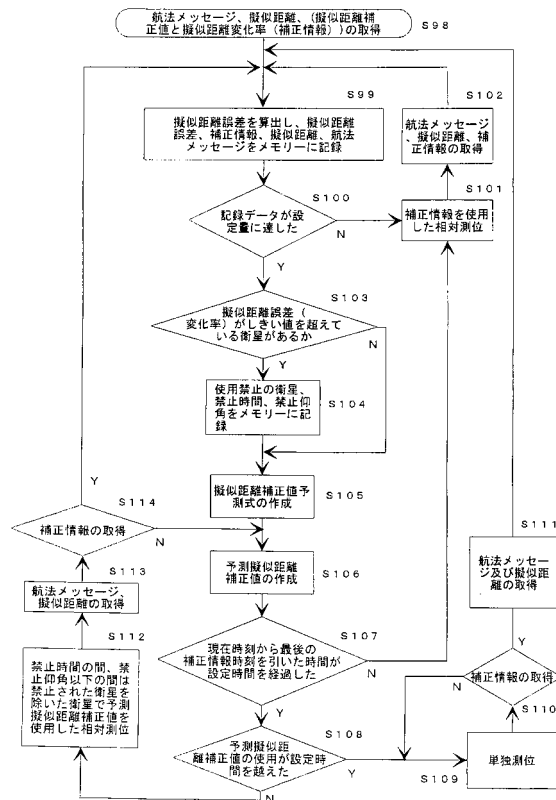 航法メッセージ、擬似距離、(擬似距離補
正値と擬似距離変化率(補正情報))の取得
S98
S99
擬似距離誤差を算出し、擬似距離
誤差、補正情報、擬似距離、航法
メッセージをメモリーに記録
S102
航法メッセージ
、擬似距離、補
正情報の取得
S100
記録データが設
定量に達した
N
Y
S101
補正情報を使用
した相対測位
S103
擬似距離誤差(
変化率)がしきい値を超えて
いる衛星があるか
N
Y
S104
使用禁止の衛星、
禁止時間、禁止仰
角をメモリーに記
録
S105
擬似距離補正値予
測式の作成
Y
S114
補正情報の取得
N
S106
予測擬似距離
補正値の作成
S111
航法メッセー
ジ及び擬似距
離の取得
S113
航法メッセージ、
擬似距離の取得
S107
現在時刻から最後の
補正情報時刻を引いた時間が
設定時間を経過した
N
Y
S112
禁止時間の間、禁
止仰角以下の間は
禁止された衛星を
除いた衛星で予測
擬似距離補正値を
使用した相対測位
Y
補正情報の取得
N
S110
S108
予測擬似距
離補正値の使用が設定時
間を越えた
Y
N
単独測位
S109